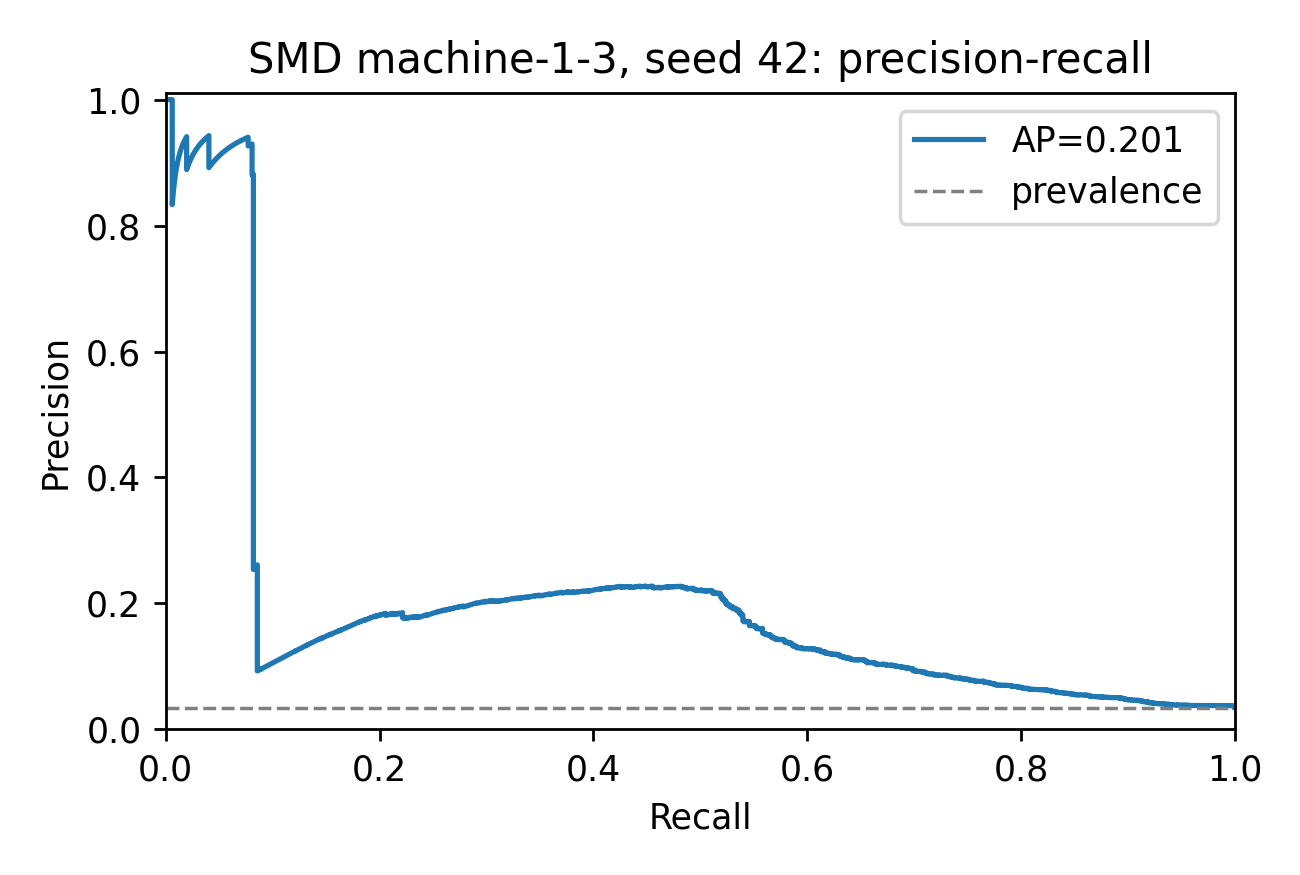 SMD machine-1-3, seed 42: precision-recall
AP=0.201
prevalence
Precision
1.0
0.8
0.6
0.4
0.2
0.0
0.0 0.2 0.4 0.6 0.8 1.0
Recall